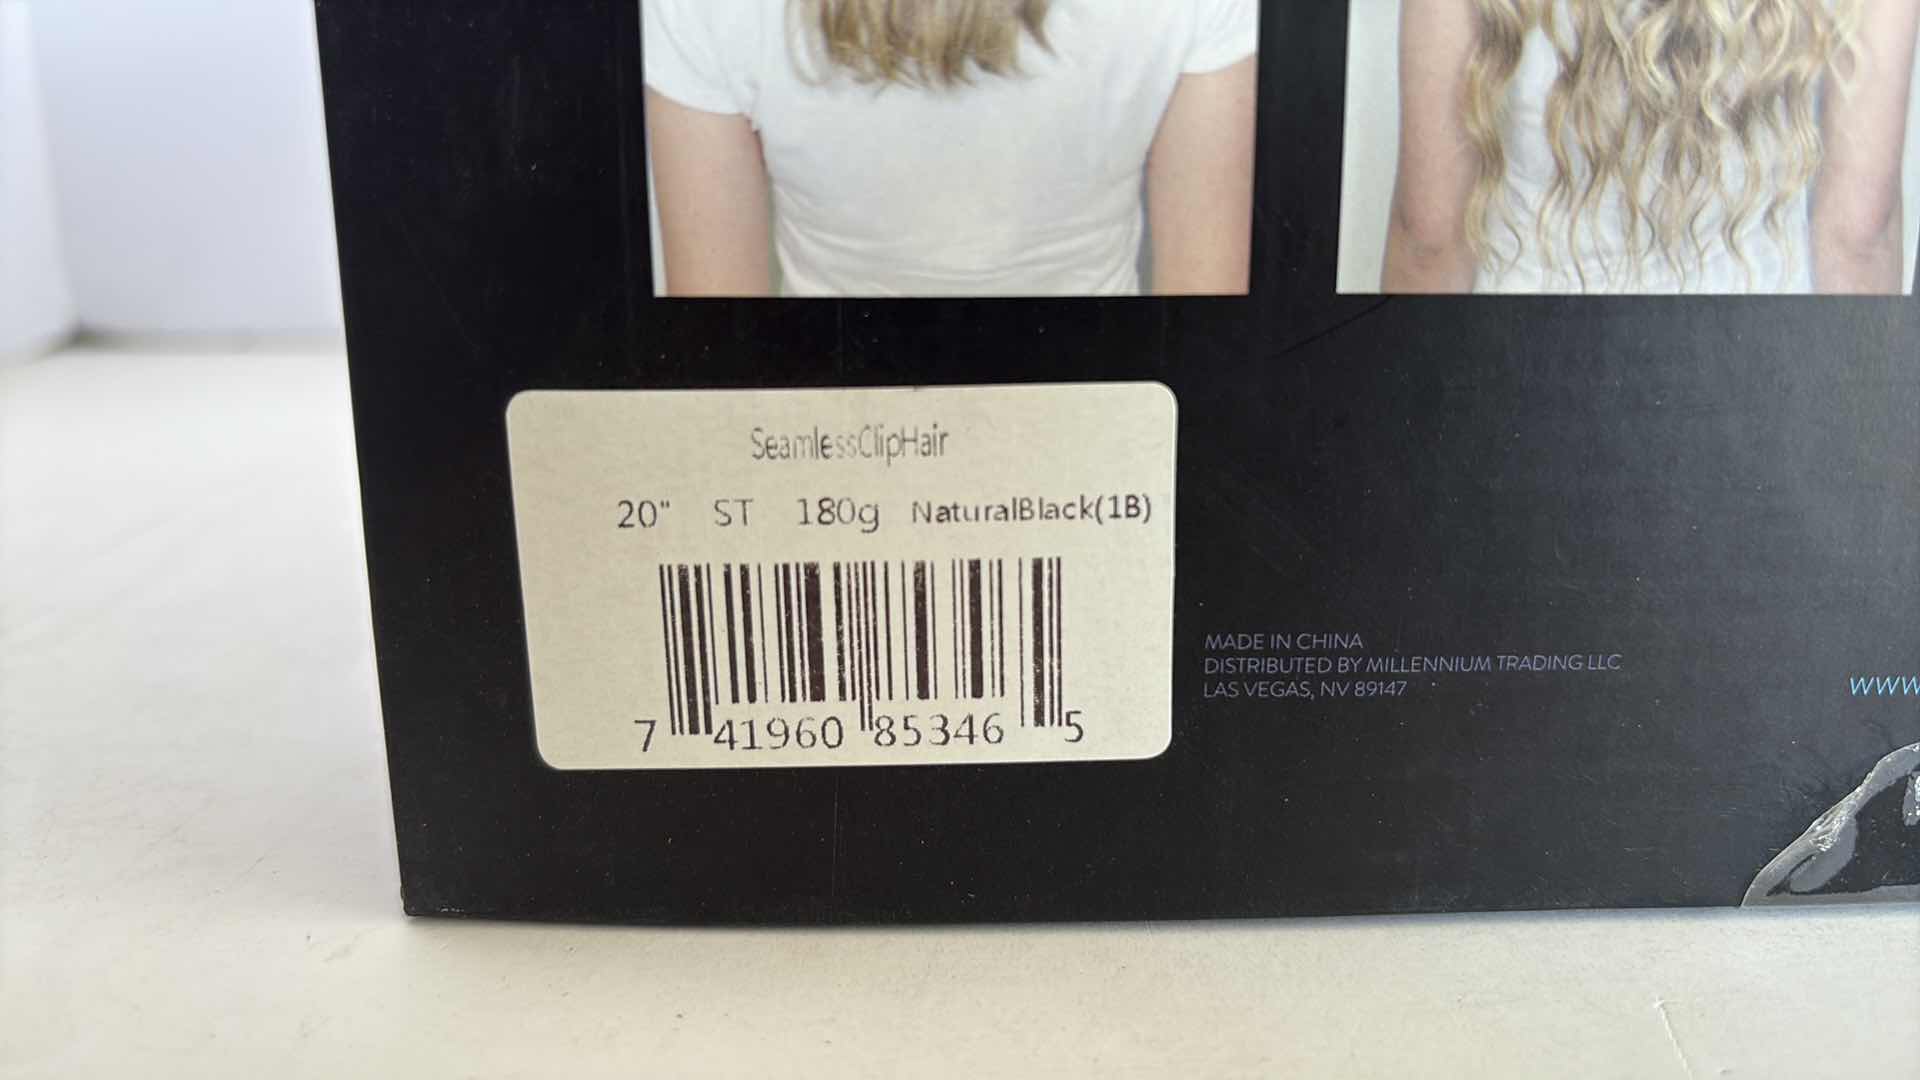 SeamlessClipHair
20" ST 180g NaturalBlack(1B)
7 41960 85346 5
MADE IN CHINA
DISTRIBUTED BY MILLENNIUM TRADING LLC
LAS VEGAS, NV 89147
www